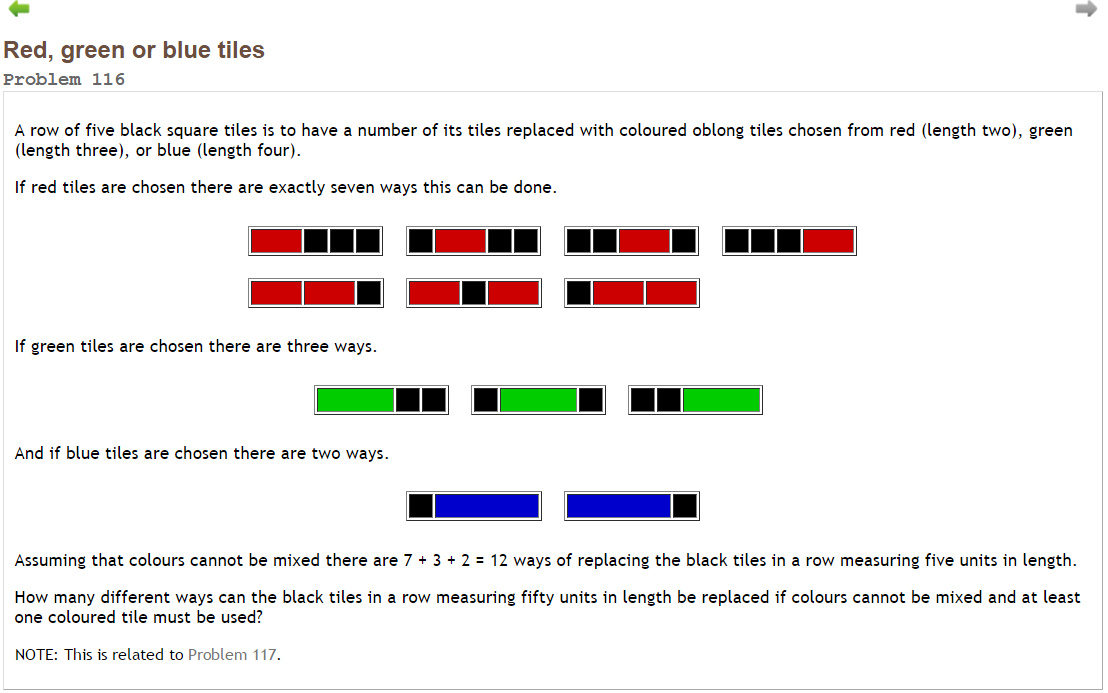 Red, green or blue tiles
Problem 116
A row of five black square tiles is to have a number of its tiles replaced with coloured oblong tiles chosen from red (length two), green
(length three), or blue (length four).
If red tiles are chosen there are exactly seven ways this can be done.
If green tiles are chosen there are three ways.
And if blue tiles are chosen there are two ways.
Assuming that colours cannot be mixed there are 7 + 3 + 2 = 12 ways of replacing the black tiles in a row measuring five units in length.
How many different ways can the black tiles in a row measuring fifty units in length be replaced if colours cannot be mixed and at least
one coloured tile must be used?
NOTE: This is related to Problem 117.